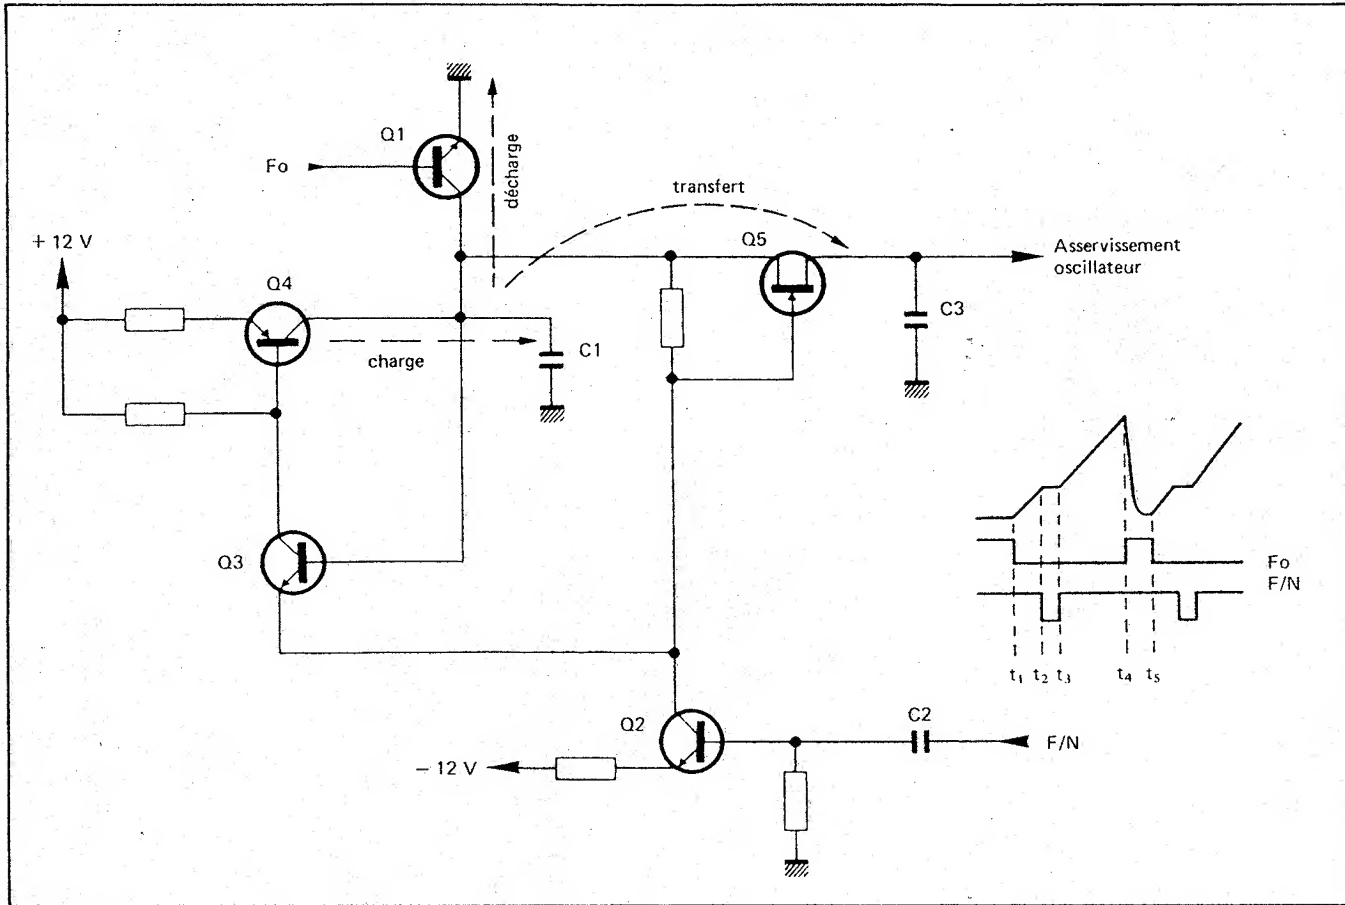 Q1
Fo
décharge
transfert
+ 12 V
Q5
Asservissement
oscillateur
Q4
C3
C1
charge
Q3
Fo
F/N
t1 t2 t3 t4 t5
Q2
C2
F/N
– 12 V